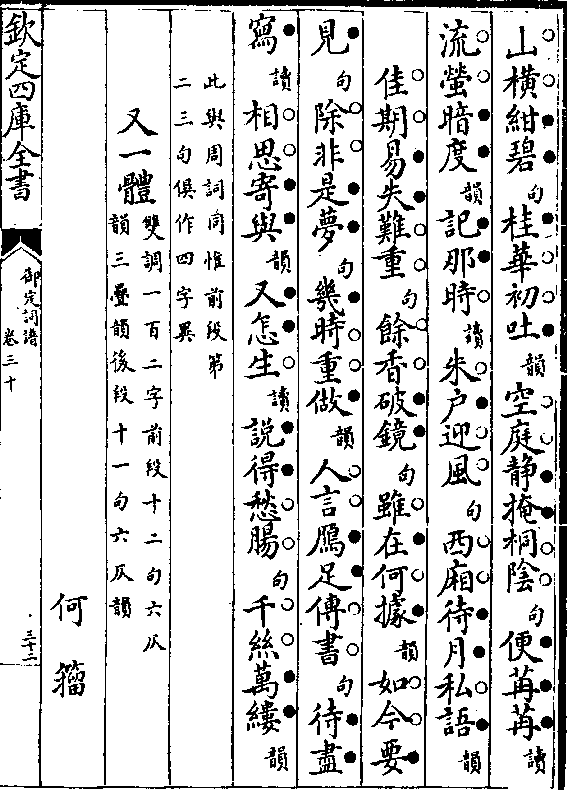 山橫紺碧句桂華初吐韻空庭靜掩桐陰句便苒苒讀
流螢暗度韻記那時讀朱戶迎風句西廂待月私語韻
佳期易失難重句餘香破鏡句雖在何據韻如今要
見句除非是夢句幾時重做韻人言鴈足傳書句待盡
寫讀相思寄與韻又怎生讀說得愁腸句千絲萬縷韻
此與周詞同惟前段第
二三句俱作四字異
又一體雙調一百二字前段十二句六仄
韻三疊韻後段十一句六仄韻
何籀
欽定四庫全書
御定詞譜
卷三十
三十二